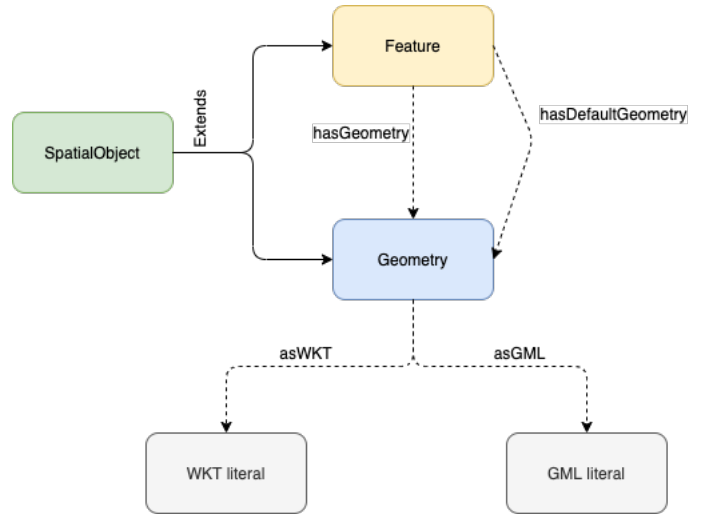 Feature
Extends
hasDefaultGeometry
hasGeometry
SpatialObject
Geometry
asWKT
asGML
WKT literal
GML literal